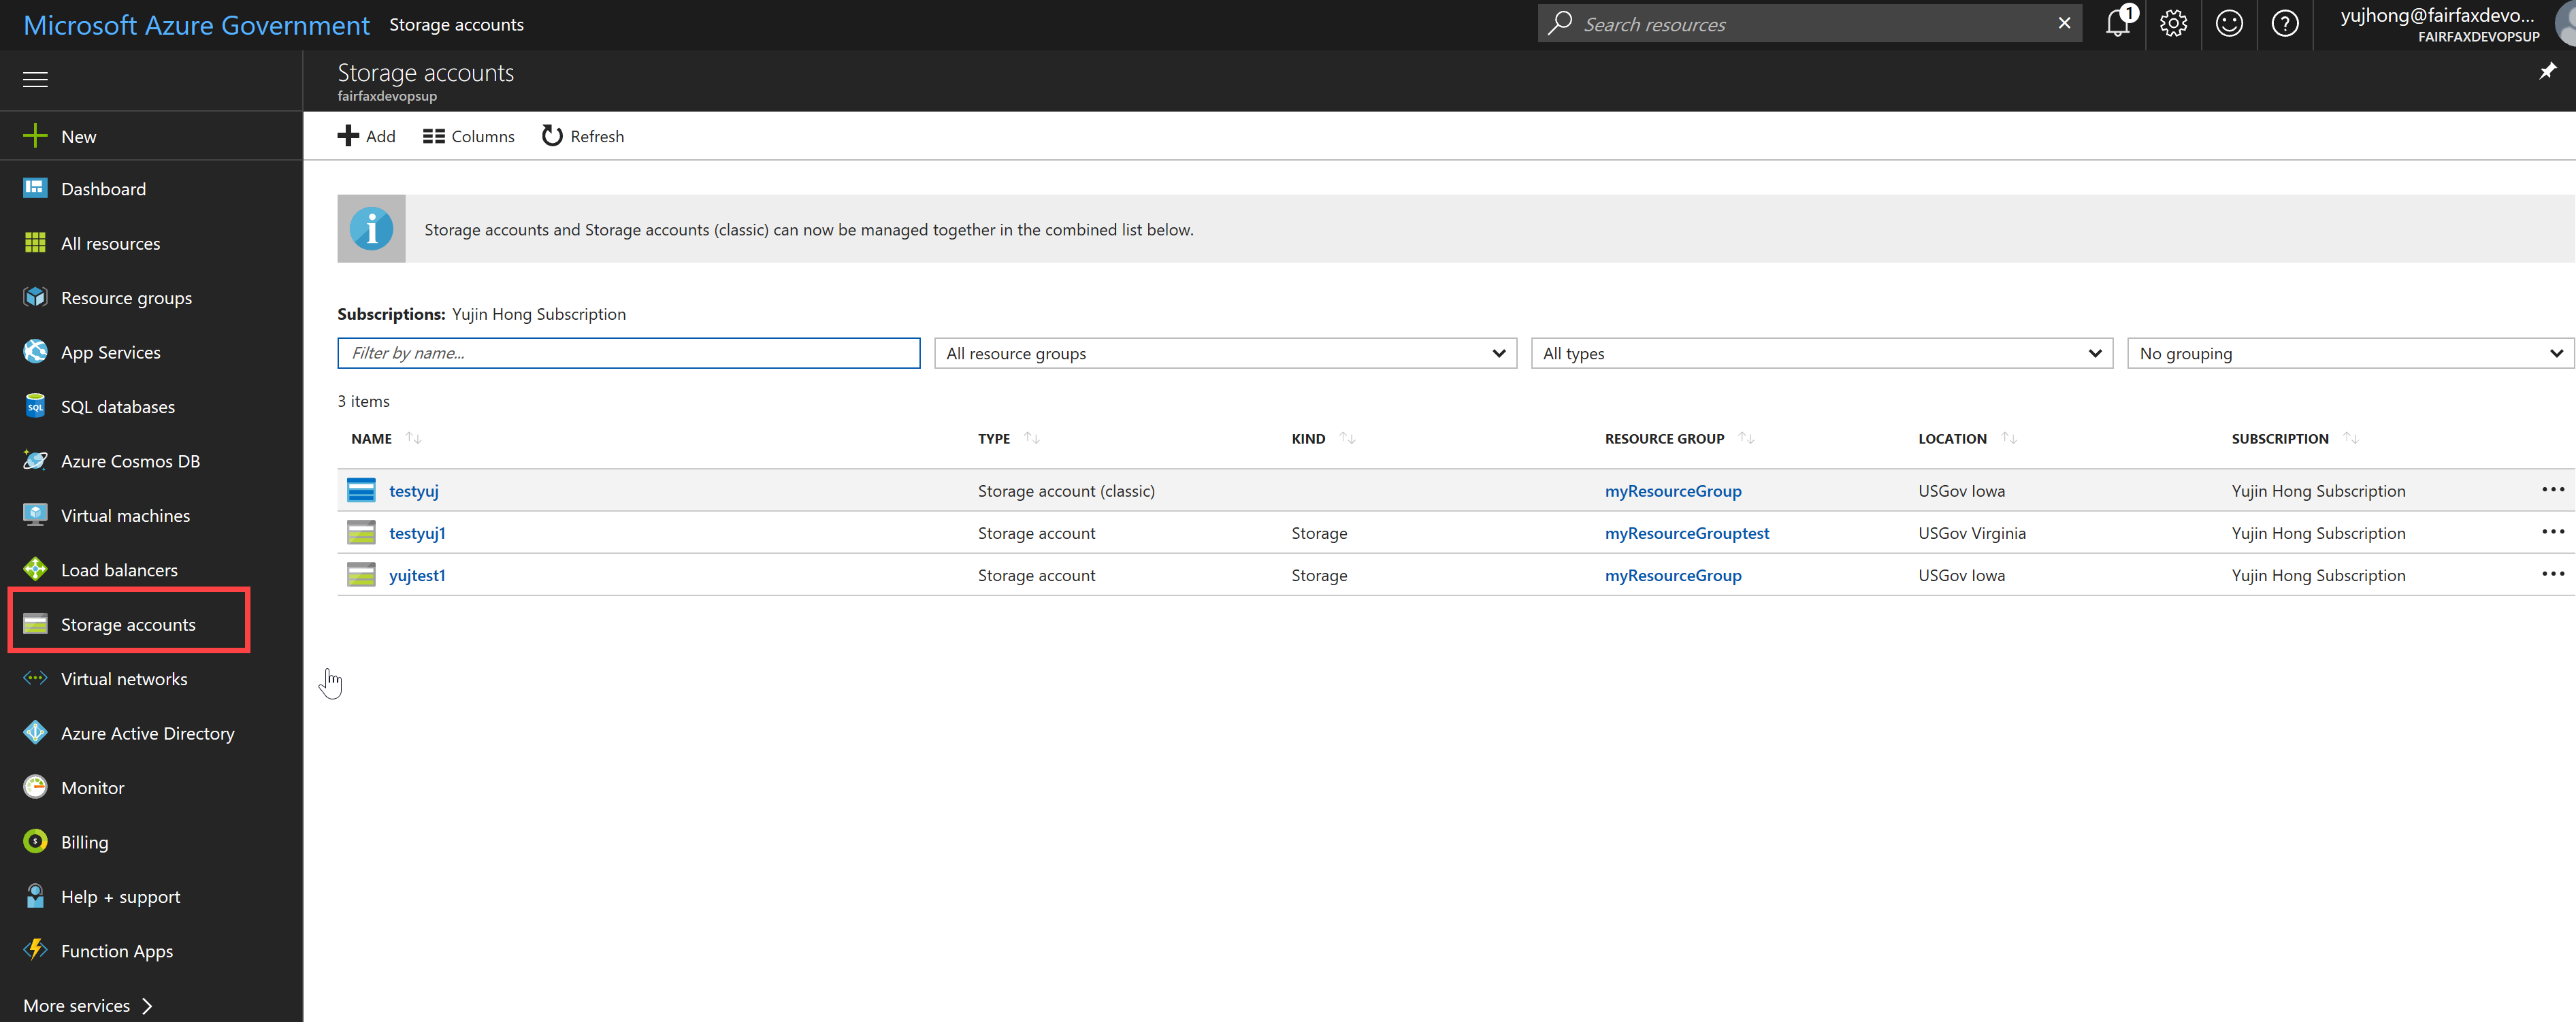 Microsoft Azure Government Storage accounts
Search resources
1
yujhong@fairfaxdevo...
FAIRFAXDEVOPSUP
Storage accounts
fairfaxdevopsup
New
Dashboard
All resources
Resource groups
App Services
SQL databases
Azure Cosmos DB
Virtual machines
Load balancers
Storage accounts
Virtual networks
Azure Active Directory
Monitor
Billing
Help + support
Function Apps
More services
Add Columns Refresh
Storage accounts and Storage accounts (classic) can now be managed together in the combined list below.
Subscriptions: Yujin Hong Subscription
Filter by name... All resource groups All types No grouping
3 items
NAME TYPE KIND RESOURCE GROUP LOCATION SUBSCRIPTION
testyuj Storage account (classic) myResourceGroup USGov Iowa Yujin Hong Subscription
testyuj1 Storage account Storage myResourceGrouptest USGov Virginia Yujin Hong Subscription
yujtest1 Storage account Storage myResourceGroup USGov Iowa Yujin Hong Subscription